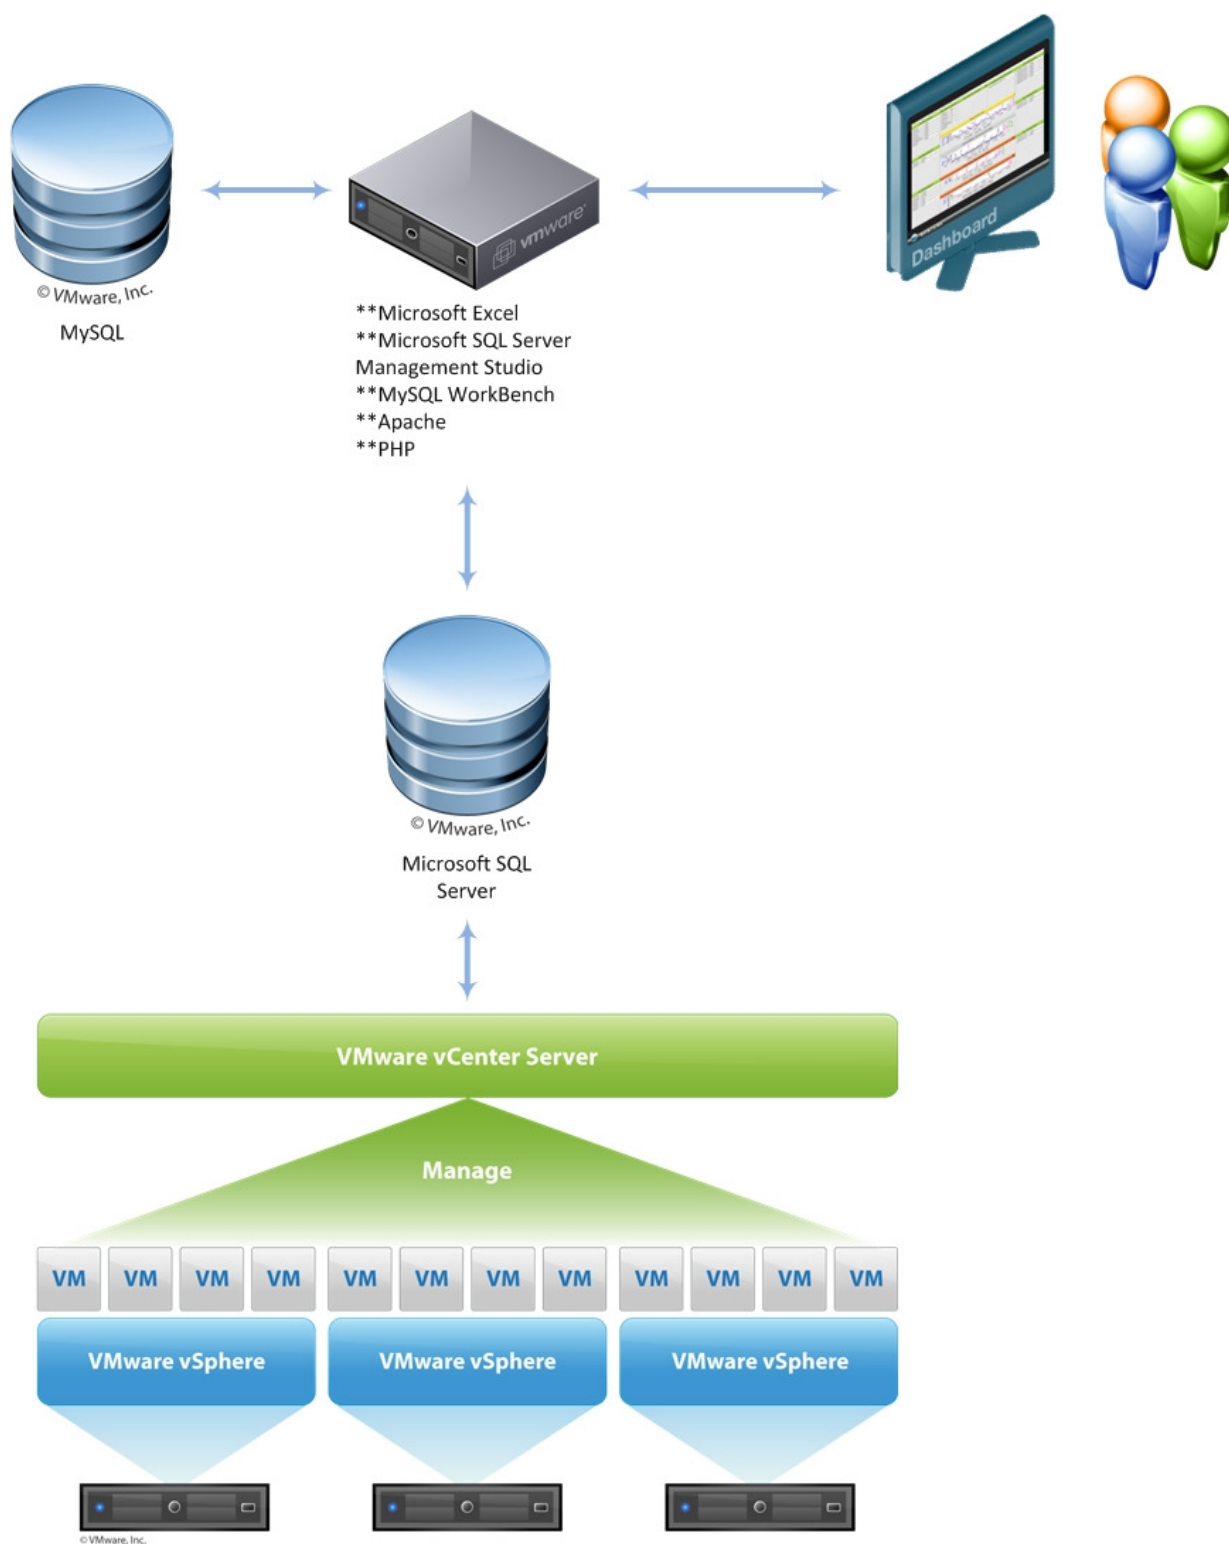 Dashboard
vmware
© VMware, Inc.
MySQL
**Microsoft Excel
**Microsoft SQL Server
Management Studio
**MySQL WorkBench
**Apache
**PHP
© VMware, Inc.
Microsoft SQL
Server
VMware vCenter Server
Manage
VM VM VM VM VM VM VM VM VM VM VM VM
VMware vSphere VMware vSphere VMware vSphere
© VMware, Inc.